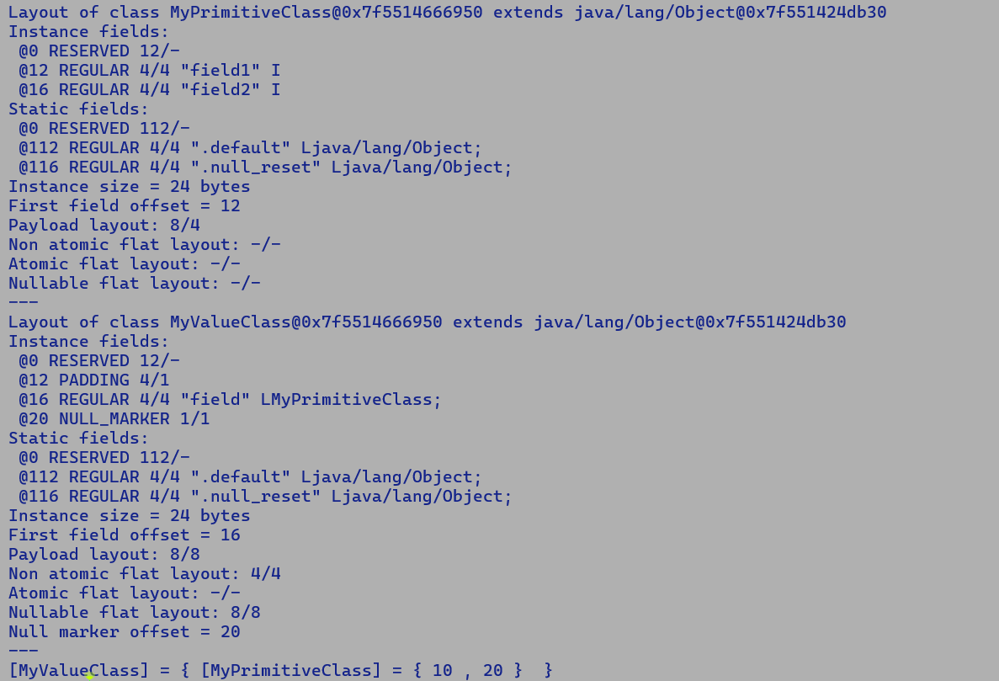 Layout of class MyPrimitiveClass@0x7f5514666950 extends java/lang/Object@0x7f551424db30
Instance fields:
 @0 RESERVED 12/-
 @12 REGULAR 4/4 "field1" I
 @16 REGULAR 4/4 "field2" I
Static fields:
 @0 RESERVED 112/-
 @112 REGULAR 4/4 ".default" Ljava/lang/Object;
 @116 REGULAR 4/4 ".null_reset" Ljava/lang/Object;
Instance size = 24 bytes
First field offset = 12
Payload layout: 8/4
Non atomic flat layout: -/-
Atomic flat layout: -/-
Nullable flat layout: -/-
---
Layout of class MyValueClass@0x7f5514666950 extends java/lang/Object@0x7f551424db30
Instance fields:
 @0 RESERVED 12/-
 @12 PADDING 4/1
 @16 REGULAR 4/4 "field" LMyPrimitiveClass;
 @20 NULL_MARKER 1/1
Static fields:
 @0 RESERVED 112/-
 @112 REGULAR 4/4 ".default" Ljava/lang/Object;
 @116 REGULAR 4/4 ".null_reset" Ljava/lang/Object;
Instance size = 24 bytes
First field offset = 16
Payload layout: 8/8
Non atomic flat layout: 4/4
Atomic flat layout: -/-
Nullable flat layout: 8/8
Null marker offset = 20
---
[MyValueClass] = { [MyPrimitiveClass] = { 10 , 20 }  }